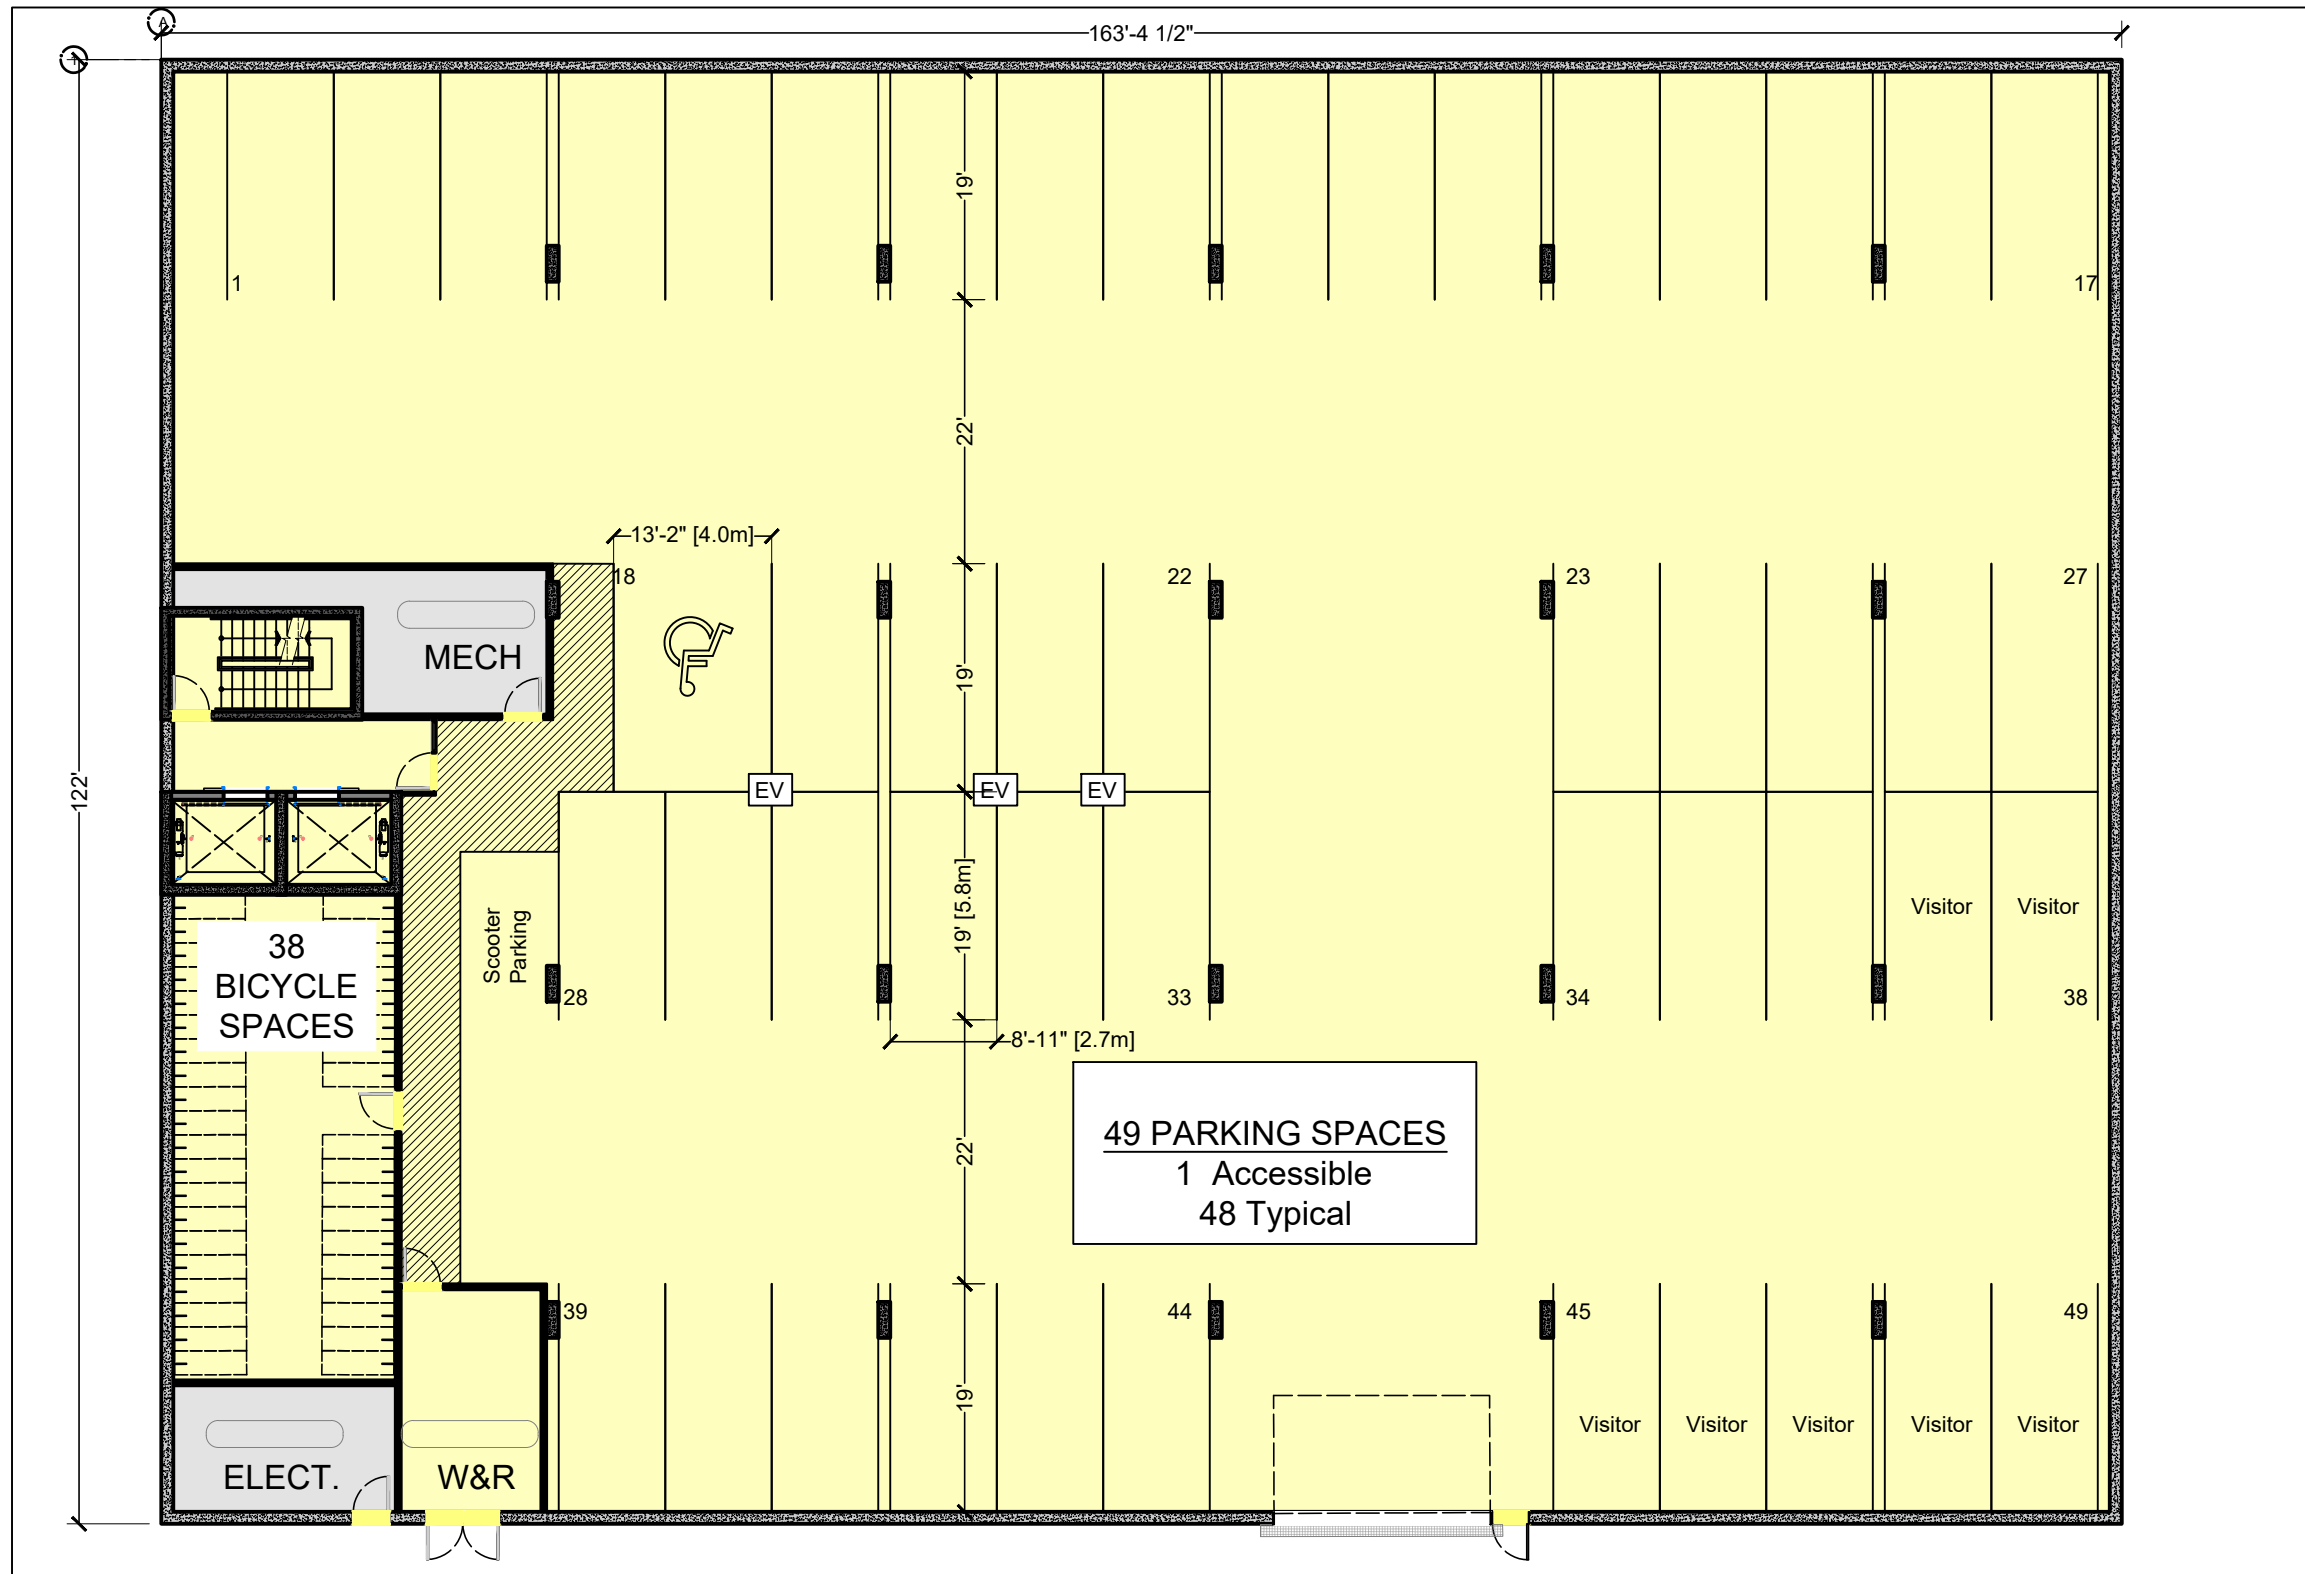 A
163'-4 1/2"
122'
19'
1
17
22'
13'-2" [4.0m]
18
22
23
27
MECH
19'
EV
EV
EV
19' [5.8m]
Scooter
Parking
Visitor
Visitor
38
BICYCLE
SPACES
28
33
34
38
8'-11" [2.7m]
22'
49 PARKING SPACES
1 Accessible
48 Typical
39
44
45
49
19'
Visitor
Visitor
Visitor
Visitor
Visitor
ELECT.
W&R